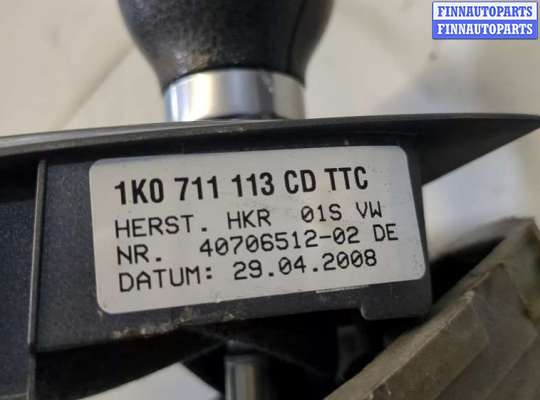 FINNAUTOPARTS
FINNAUTOPARTS
1K0 711 113 CD TTC
HERST. HKR 01S VW
NR. 40706512-02 DE
DATUM: 29.04.2008